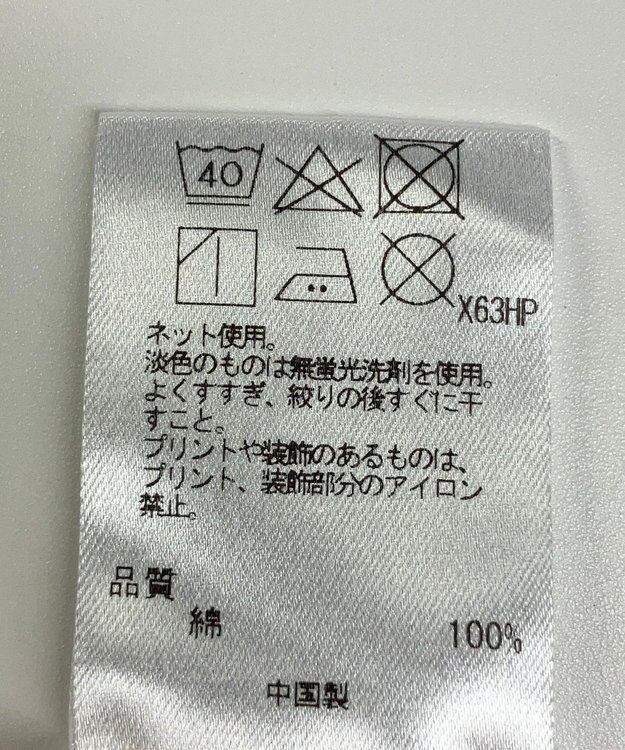 40
X63HP
ネット使用。
淡色のものは無蛍光洗剤を使用。
よくすすぎ、絞りの後すぐに干
すこと。
プリントや装飾のあるものは、
プリント、装飾部分のアイロン
禁止。
品質
綿 100%
中国製